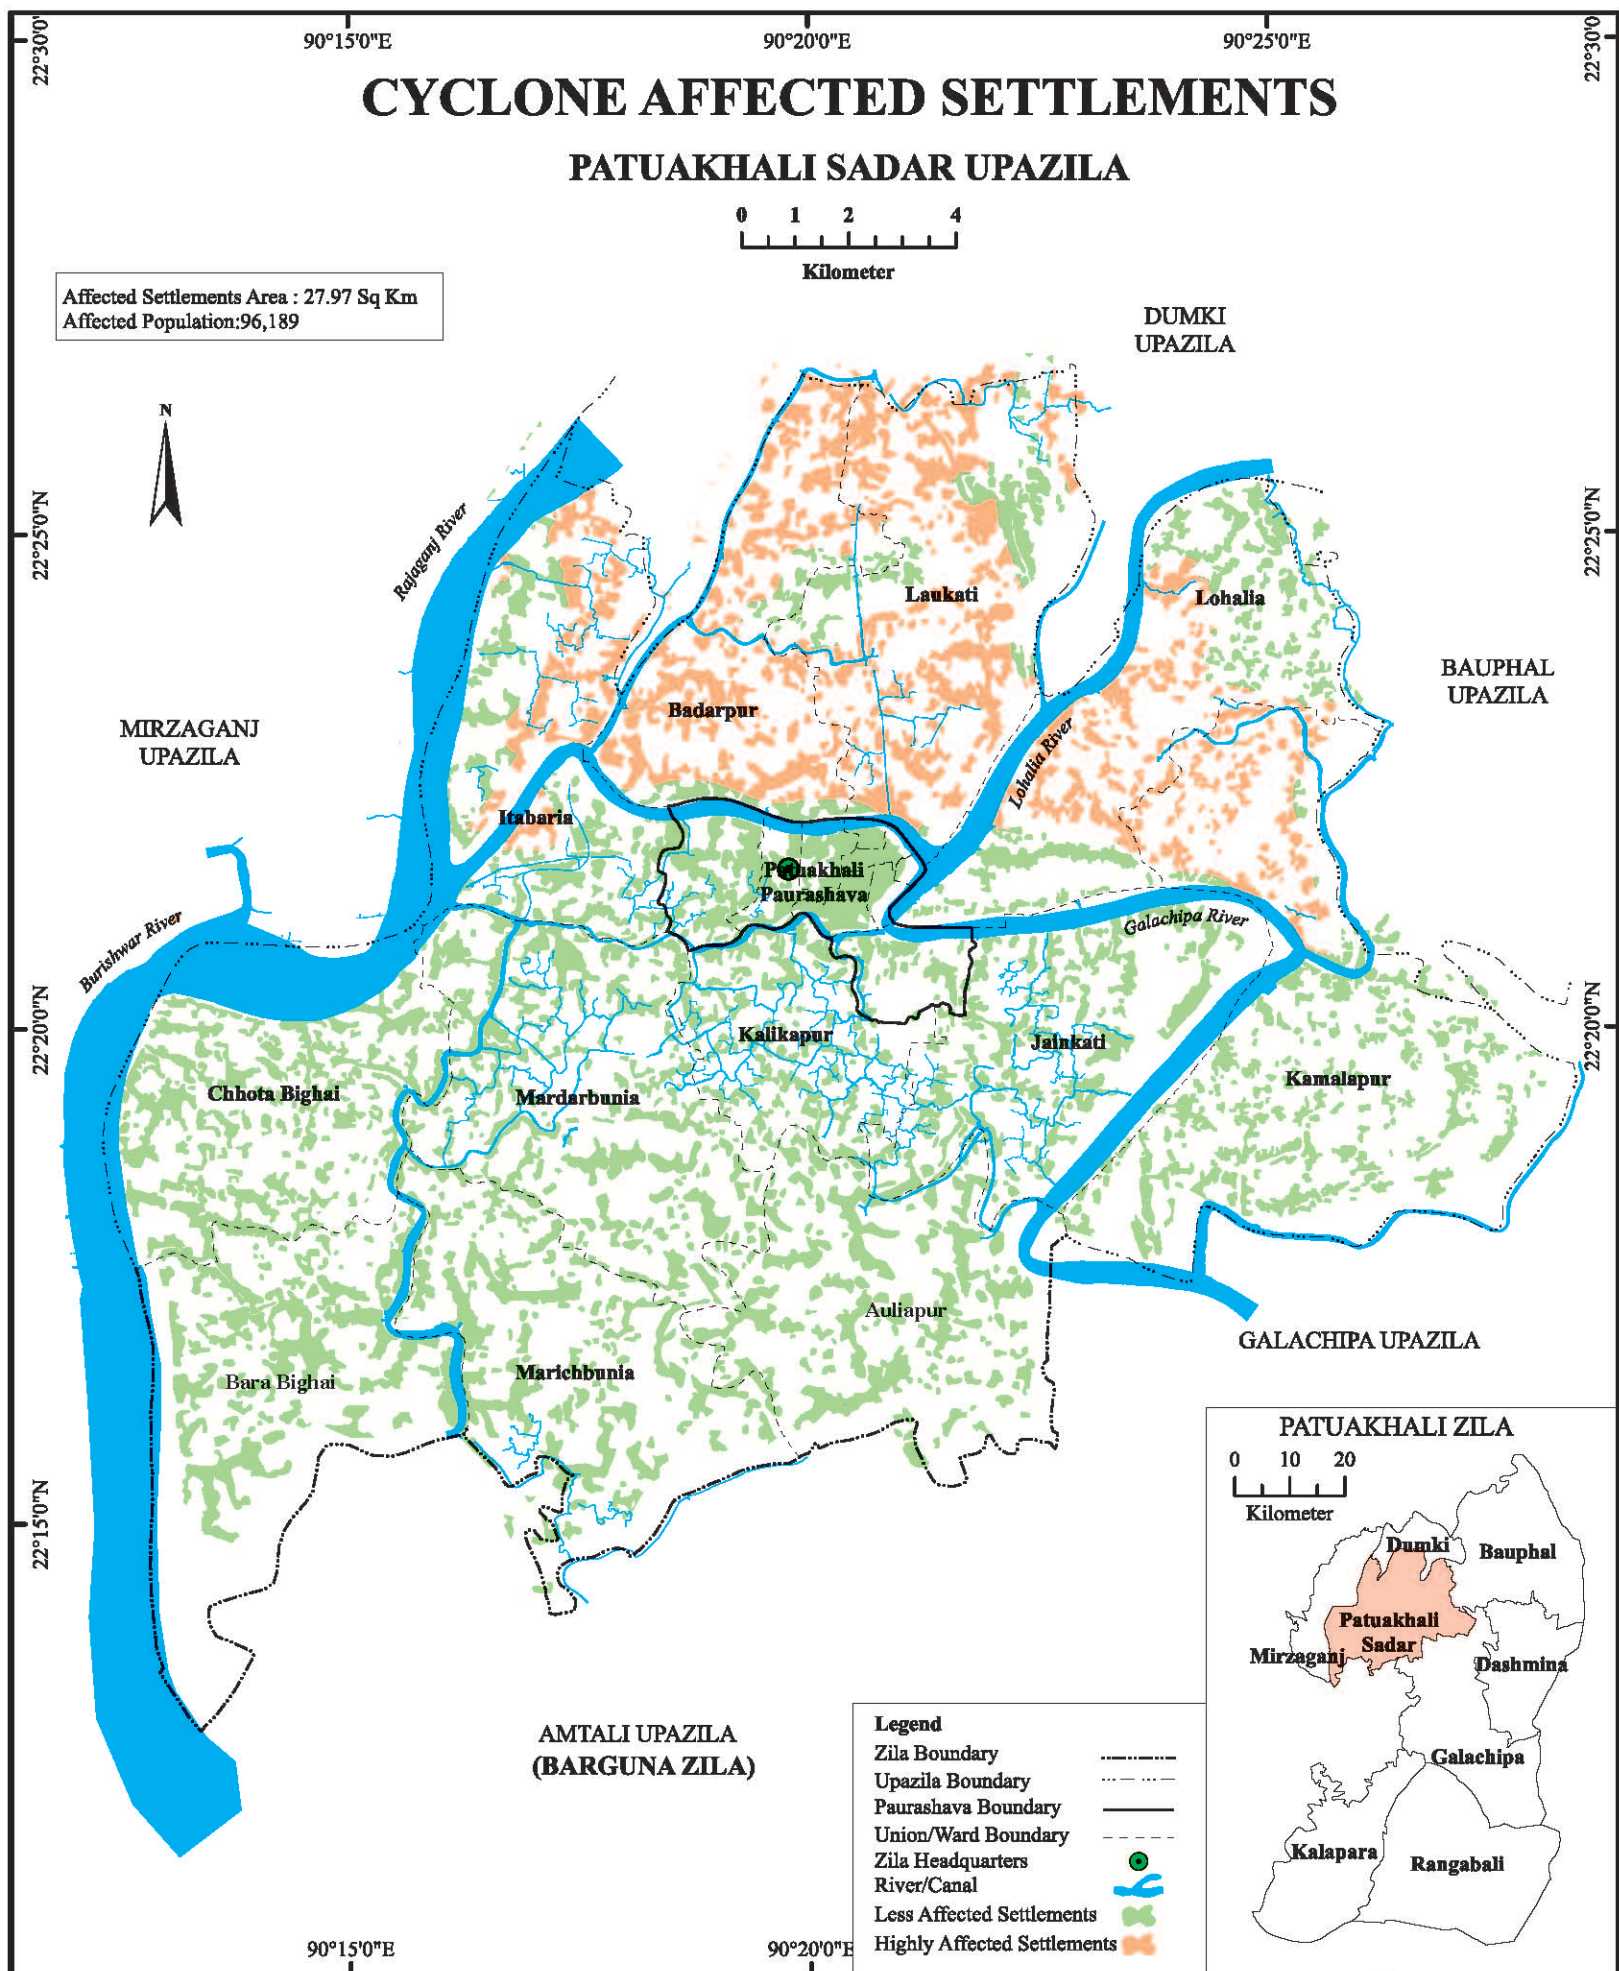 90°15'0"E
90°20'0"E
90°25'0"E
22°30'0'
22°30'0
CYCLONE AFFECTED SETTLEMENTS
PATUAKHALI SADAR UPAZILA
0 1 2 4
Kilometer
Affected Settlements Area : 27.97 Sq Km
Affected Population:96,189
DUMKI
UPAZILA
N
22°25'0"N
22°25'0"N
Rajaganj River
Laukati
Lohalia
BAUPHAL
UPAZILA
Badarpur
MIRZAGANJ
UPAZILA
Lohalia River
Itabaria
Patuakhali
Paurashava
Galachipa River
Burishwar River
22°20'0"N
22°20'0"N
Kalikapur
Jainkati
Kamalapur
Chhota Bighai
Mardarbunia
Auliapur
GALACHIPA UPAZILA
Marichbunia
Bara Bighai
22°15'0"N
AMTALI UPAZILA
(BARGUNA ZILA)
PATUAKHALI ZILA
0 10 20
Kilometer
Dumki
Bauphal
Patuakhali
Sadar
Mirzaganj
Dashmina
Galachipa
Kalapara
Rangabali
Legend
Zila Boundary
Upazila Boundary
Paurashava Boundary
Union/Ward Boundary
Zila Headquarters
River/Canal
Less Affected Settlements
Highly Affected Settlements
90°15'0"E
90°20'0"E